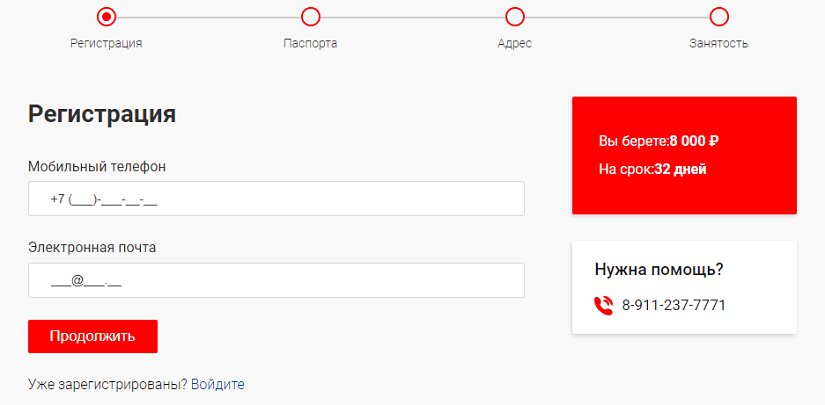 Регистрация
Паспорта
Адрес
Занятость
Регистрация
Мобильный телефон
+7 (___)-___-__-__
Электронная почта
___@___.__
Продолжить
Уже зарегистрированы? Войдите
Вы берете:8 000 ₽
На срок:32 дней
Нужна помощь?
8-911-237-7771